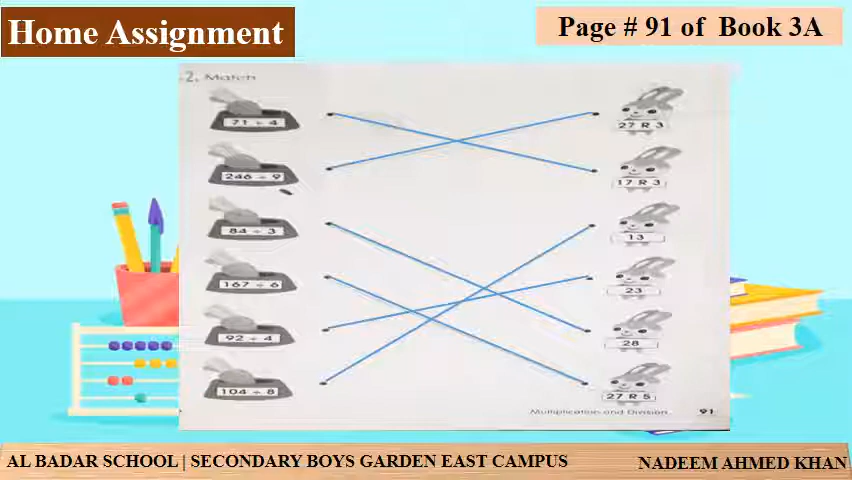 Home Assignment
Page # 91 of Book 3A
2. Match
71 ÷ 4
27 R 3
246 ÷ 9
17 R 3
84 ÷ 3
13
167 ÷ 6
23
92 ÷ 4
28
104 ÷ 8
27 R 5
Multiplication and Division 91
AL BADAR SCHOOL | SECONDARY BOYS GARDEN EAST CAMPUS
NADEEM AHMED KHAN